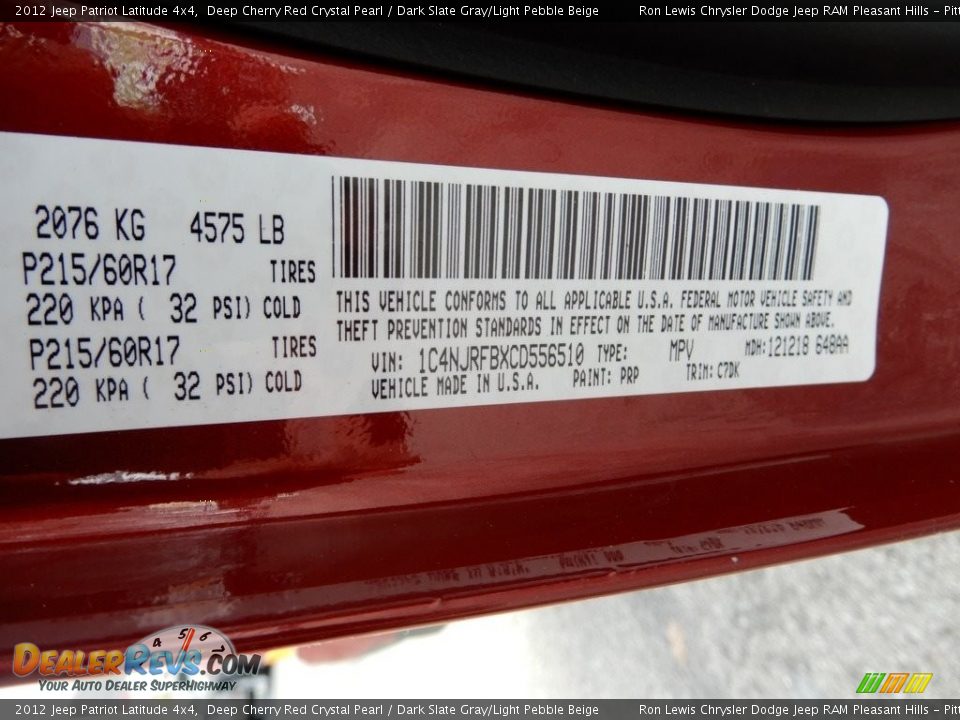 2012 Jeep Patriot Latitude 4x4, Deep Cherry Red Crystal Pearl / Dark Slate Gray/Light Pebble Beige Ron Lewis Chrysler Dodge Jeep RAM Pleasant Hills – Pitt
2076 KG 4575 LB
P215/60R17 TIRES
220 KPA ( 32 PSI) COLD
P215/60R17 TIRES
220 KPA ( 32 PSI) COLD
THIS VEHICLE CONFORMS TO ALL APPLICABLE U.S.A. FEDERAL MOTOR VEHICLE SAFETY AND
THEFT PREVENTION STANDARDS IN EFFECT ON THE DATE OF MANUFACTURE SHOWN ABOVE.
VIN: 1C4NJRFBXCD556510 TYPE: MPV MDH:121218 648AA
VEHICLE MADE IN U.S.A. PAINT: PRP TRIM: C7DK
4 5 6
DealerRevs.com
Your Auto Dealer SuperHighway
2012 Jeep Patriot Latitude 4x4, Deep Cherry Red Crystal Pearl / Dark Slate Gray/Light Pebble Beige Ron Lewis Chrysler Dodge Jeep RAM Pleasant Hills – Pitt